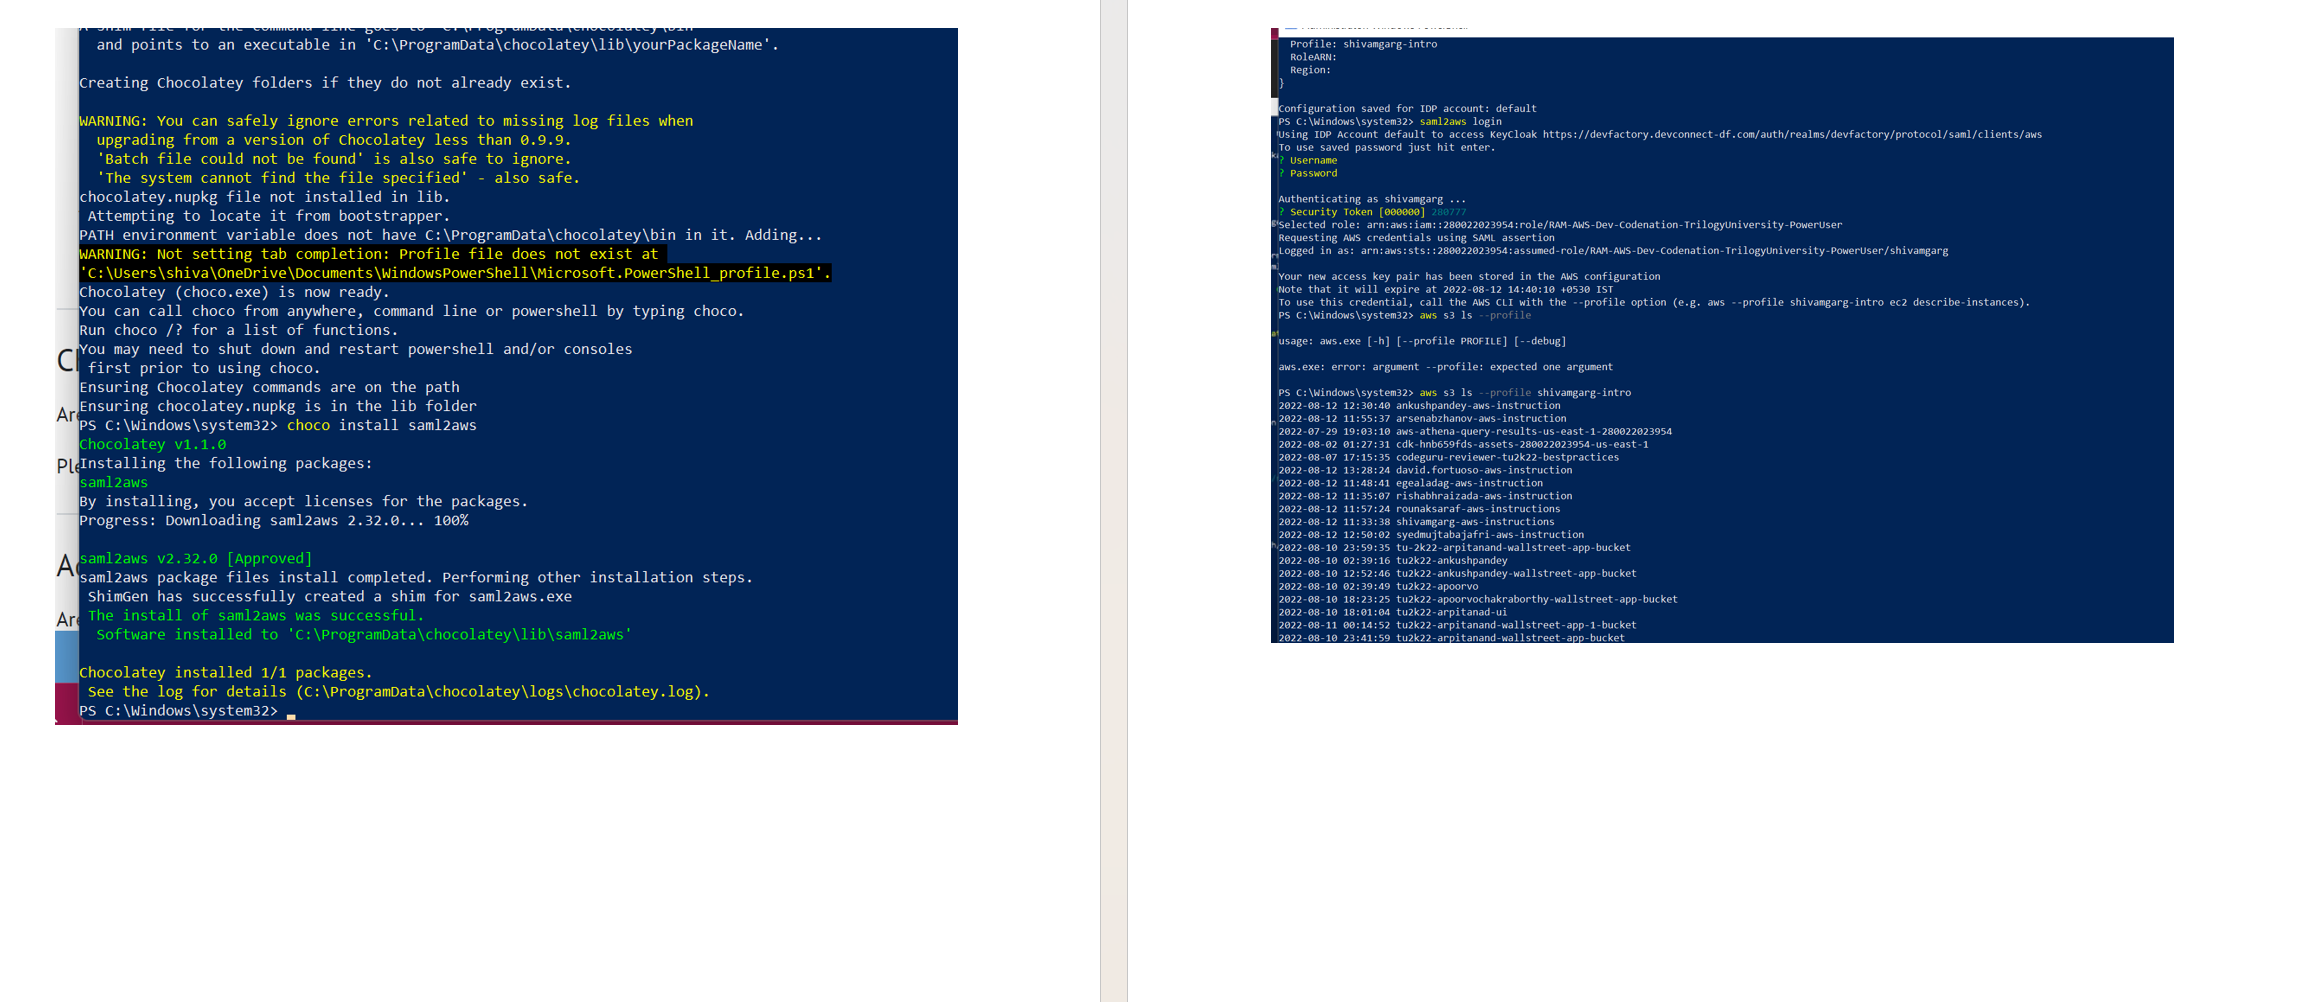 and points to an executable in 'C:\ProgramData\chocolatey\lib\yourPackageName'.
Creating Chocolatey folders if they do not already exist.
WARNING: You can safely ignore errors related to missing log files when
upgrading from a version of Chocolatey less than 0.9.9.
'Batch file could not be found' is also safe to ignore.
'The system cannot find the file specified' - also safe.
chocolatey.nupkg file not installed in lib.
Attempting to locate it from bootstrapper.
PATH environment variable does not have C:\ProgramData\chocolatey\bin in it. Adding...
WARNING: Not setting tab completion: Profile file does not exist at
'C:\Users\shiva\OneDrive\Documents\WindowsPowerShell\Microsoft.PowerShell_profile.ps1'.
Chocolatey (choco.exe) is now ready.
You can call choco from anywhere, command line or powershell by typing choco.
Run choco /? for a list of functions.
You may need to shut down and restart powershell and/or consoles
first prior to using choco.
Ensuring Chocolatey commands are on the path
Ensuring chocolatey.nupkg is in the lib folder
PS C:\Windows\system32> choco install saml2aws
Chocolatey v1.1.0
Installing the following packages:
saml2aws
By installing, you accept licenses for the packages.
Progress: Downloading saml2aws 2.32.0... 100%
saml2aws v2.32.0 [Approved]
saml2aws package files install completed. Performing other installation steps.
ShimGen has successfully created a shim for saml2aws.exe
The install of saml2aws was successful.
Software installed to 'C:\ProgramData\chocolatey\lib\saml2aws'
Chocolatey installed 1/1 packages.
See the log for details (C:\ProgramData\chocolatey\logs\chocolatey.log).
PS C:\Windows\system32>
Profile: shivamgarg-intro
RoleARN:
Region:
}
Configuration saved for IDP account: default
PS C:\Windows\system32> saml2aws login
Using IDP Account default to access KeyCloak https://devfactory.devconnect-df.com/auth/realms/devfactory/protocol/saml/clients/aws
To use saved password just hit enter.
? Username
? Password
Authenticating as shivamgarg ...
? Security Token [000000] 280777
Selected role: arn:aws:iam::280022023954:role/RAM-AWS-Dev-Codenation-TrilogyUniversity-PowerUser
Requesting AWS credentials using SAML assertion
Logged in as: arn:aws:sts::280022023954:assumed-role/RAM-AWS-Dev-Codenation-TrilogyUniversity-PowerUser/shivamgarg
Your new access key pair has been stored in the AWS configuration
Note that it will expire at 2022-08-12 14:40:10 +0530 IST
To use this credential, call the AWS CLI with the --profile option (e.g. aws --profile shivamgarg-intro ec2 describe-instances).
PS C:\Windows\system32> aws s3 ls --profile
usage: aws.exe [-h] [--profile PROFILE] [--debug]
aws.exe: error: argument --profile: expected one argument
PS C:\Windows\system32> aws s3 ls --profile shivamgarg-intro
2022-08-12 12:30:40 ankushpandey-aws-instruction
2022-08-12 11:55:37 arsenabzhanov-aws-instruction
2022-07-29 19:03:10 aws-athena-query-results-us-east-1-280022023954
2022-08-02 01:27:31 cdk-hnb659fds-assets-280022023954-us-east-1
2022-08-07 17:15:35 codeguru-reviewer-tu2k22-bestpractices
2022-08-12 13:28:24 david.fortuoso-aws-instruction
2022-08-12 11:48:41 egealadag-aws-instruction
2022-08-12 11:35:07 rishabhraizada-aws-instruction
2022-08-12 11:57:24 rounaksaraf-aws-instructions
2022-08-12 11:33:38 shivamgarg-aws-instructions
2022-08-12 12:50:02 syedmujtabajafri-aws-instruction
2022-08-10 23:59:35 tu-2k22-arpitanand-wallstreet-app-bucket
2022-08-10 02:39:16 tu2k22-ankushpandey
2022-08-10 12:52:46 tu2k22-ankushpandey-wallstreet-app-bucket
2022-08-10 02:39:49 tu2k22-apoorvo
2022-08-10 18:23:25 tu2k22-apoorvochakraborthy-wallstreet-app-bucket
2022-08-10 18:01:04 tu2k22-arpitanad-ui
2022-08-11 00:14:52 tu2k22-arpitanand-wallstreet-app-1-bucket
2022-08-10 23:41:59 tu2k22-arpitanand-wallstreet-app-bucket